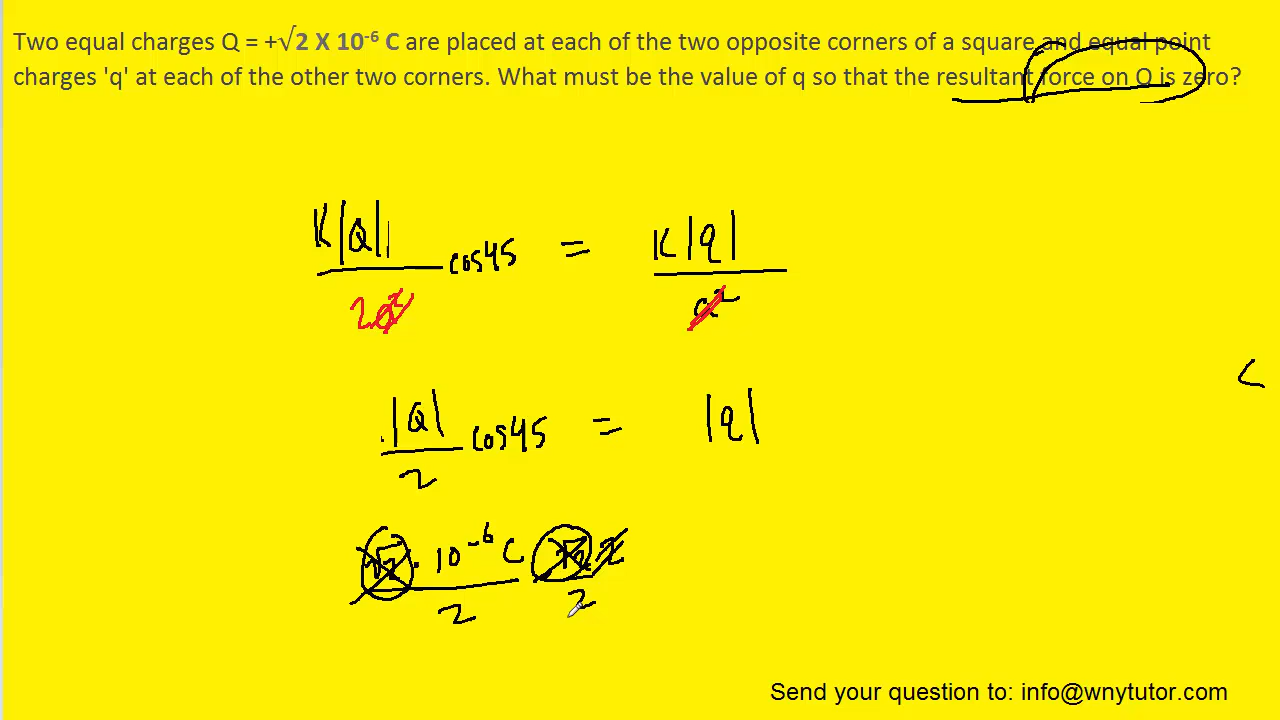 Two equal charges Q = +√2 X 10⁻⁶ C are placed at each of the two opposite corners of a square and equal point
charges 'q' at each of the other two corners. What must be the value of q so that the resultant force on Q is zero?
K|Q| / 2a² cos45 = K|q| / a²
|Q| / 2 cos45 = |q|
√2 · 10⁻⁶ C / 2 √2 / 2
Send your question to: info@wnytutor.com